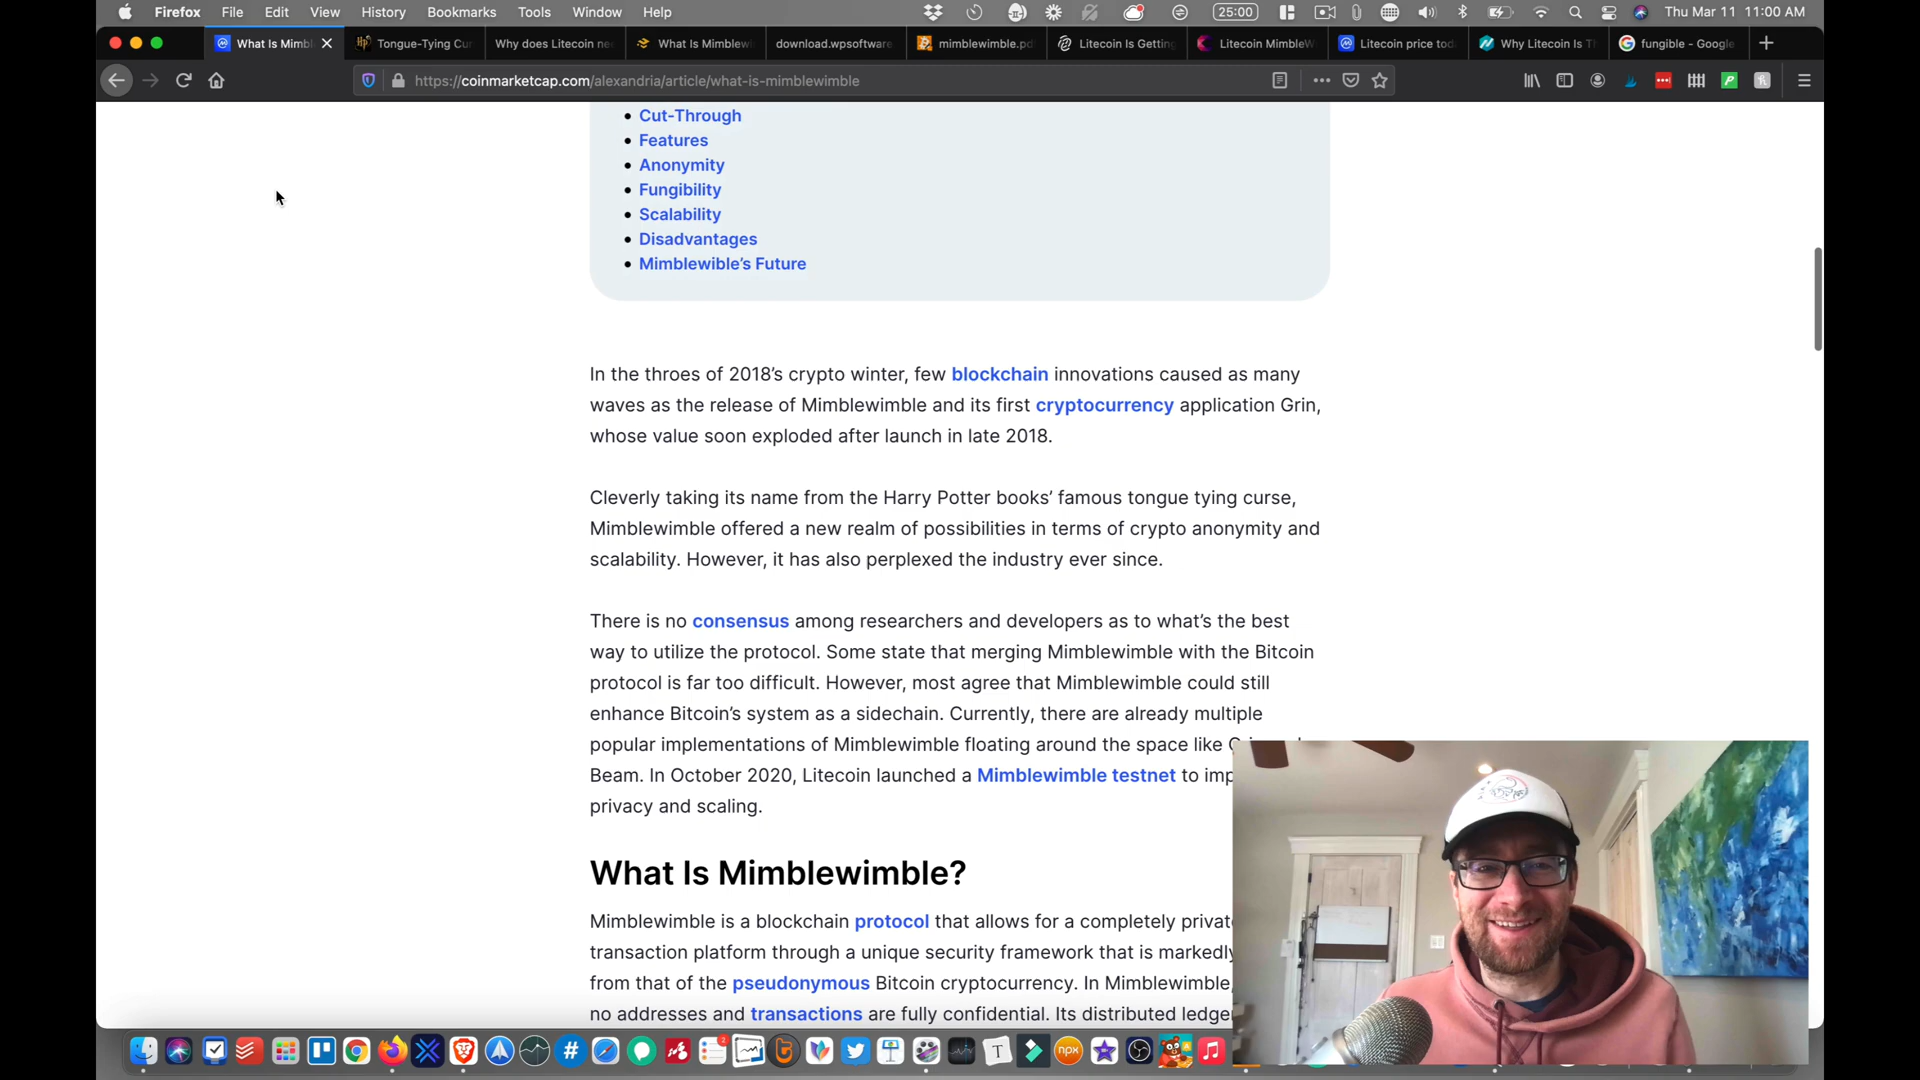 Firefox File Edit View History Bookmarks Tools Window Help 25:00 Thu Mar 11 11:00 AM
What Is Mimbl Tongue-Tying Cu Why does Litecoin ne What Is Mimblew download.wpsoftware mimblewimble.pd Litecoin Is Getting Litecoin MimbleW Litecoin price tod Why Litecoin Is T fungible - Google
https://coinmarketcap.com/alexandria/article/what-is-mimblewimble
Cut-Through
Features
Anonymity
Fungibility
Scalability
Disadvantages
Mimblewible's Future
In the throes of 2018's crypto winter, few blockchain innovations caused as many
waves as the release of Mimblewimble and its first cryptocurrency application Grin,
whose value soon exploded after launch in late 2018.
Cleverly taking its name from the Harry Potter books' famous tongue tying curse,
Mimblewimble offered a new realm of possibilities in terms of crypto anonymity and
scalability. However, it has also perplexed the industry ever since.
There is no consensus among researchers and developers as to what's the best
way to utilize the protocol. Some state that merging Mimblewimble with the Bitcoin
protocol is far too difficult. However, most agree that Mimblewimble could still
enhance Bitcoin's system as a sidechain. Currently, there are already multiple
popular implementations of Mimblewimble floating around the space like
Beam. In October 2020, Litecoin launched a Mimblewimble testnet to imp
privacy and scaling.
What Is Mimblewimble?
Mimblewimble is a blockchain protocol that allows for a completely privat
transaction platform through a unique security framework that is markedly
from that of the pseudonymous Bitcoin cryptocurrency. In Mimblewimble,
no addresses and transactions are fully confidential. Its distributed ledge